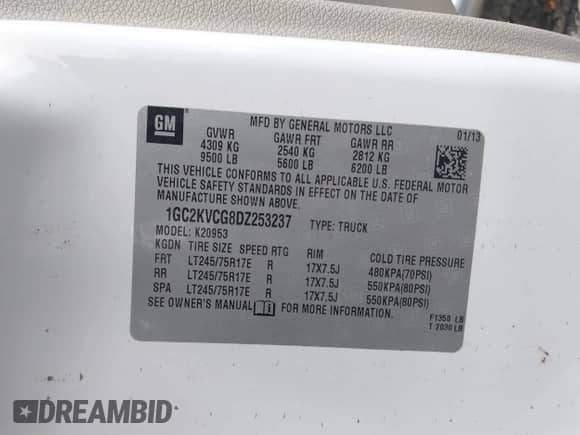 GM
MFD BY GENERAL MOTORS LLC
01/13
GVWR GAWR FRT GAWR RR
4309 KG 2540 KG 2812 KG
9500 LB 5600 LB 6200 LB
THIS VEHICLE CONFORMS TO ALL APPLICABLE U.S. FEDERAL MOTOR
VEHICLE SAFETY STANDARDS IN EFFECT ON THE DATE OF
MANUFACTURE SHOWN ABOVE.
1GC2KVCG8DZ253237 TYPE: TRUCK
MODEL: K20953
KGDN TIRE SIZE SPEED RTG RIM COLD TIRE PRESSURE
FRT LT245/75R17E R 17X7.5J 480KPA(70PSI)
RR LT245/75R17E R 17X7.5J 550KPA(80PSI)
SPA LT245/75R17E R 17X7.5J 550KPA(80PSI)
SEE OWNER'S MANUAL FOR MORE INFORMATION.
F1350 LB
T 2030 LB
DREAMBID